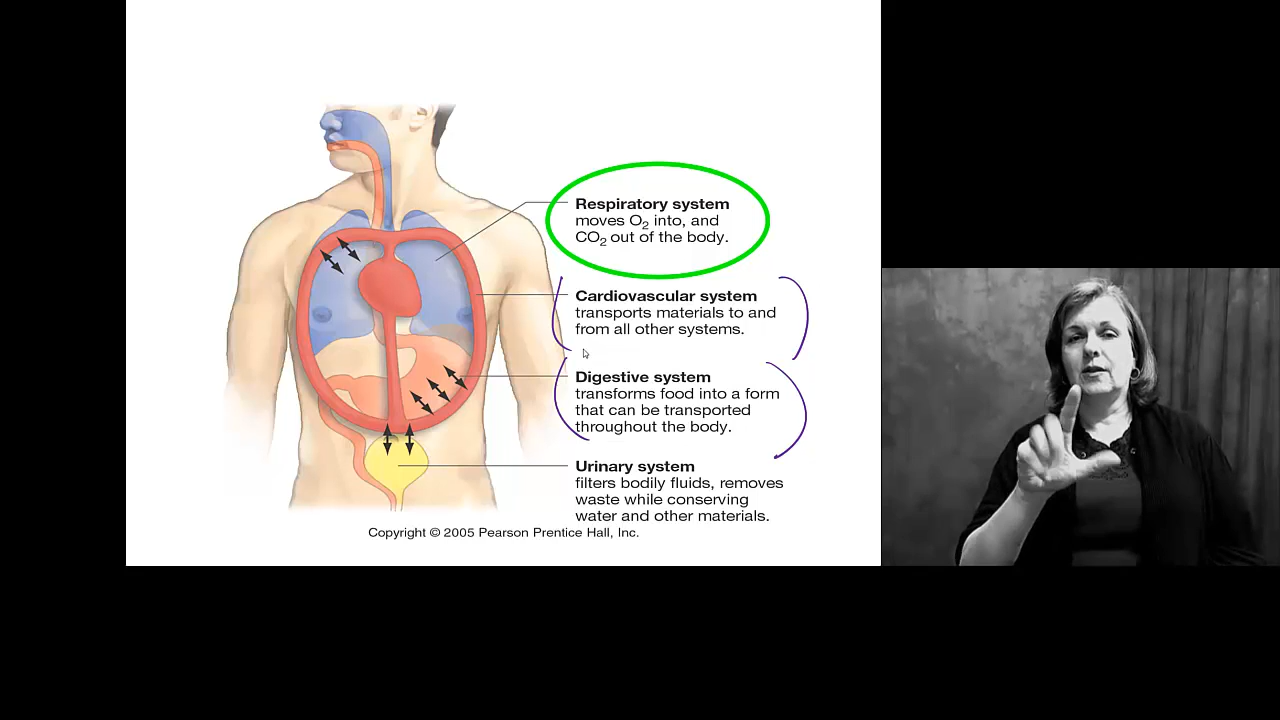 Respiratory system
moves O₂ into, and
CO₂ out of the body.
Cardiovascular system
transports materials to and
from all other systems.
Digestive system
transforms food into a form
that can be transported
throughout the body.
Urinary system
filters bodily fluids, removes
waste while conserving
water and other materials.
Copyright © 2005 Pearson Prentice Hall, Inc.